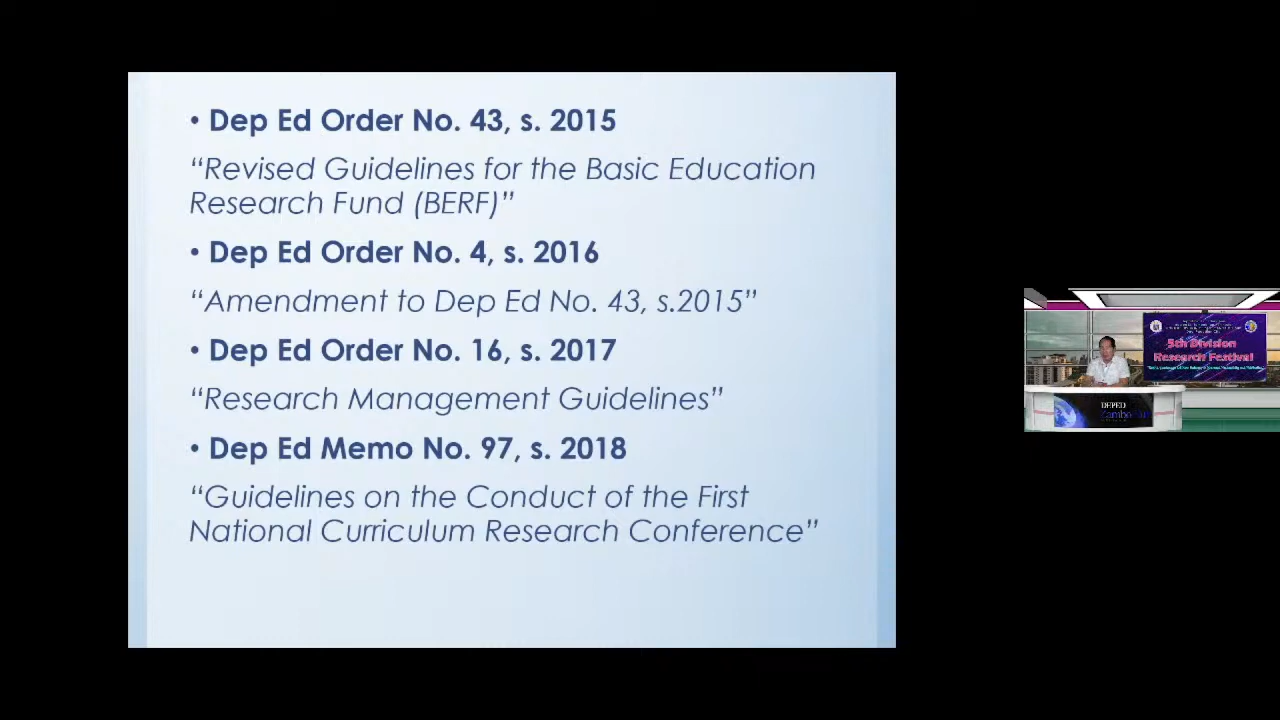 • Dep Ed Order No. 43, s. 2015
“Revised Guidelines for the Basic Education
Research Fund (BERF)”
• Dep Ed Order No. 4, s. 2016
“Amendment to Dep Ed No. 43, s.2015”
• Dep Ed Order No. 16, s. 2017
“Research Management Guidelines”
• Dep Ed Memo No. 97, s. 2018
“Guidelines on the Conduct of the First
National Curriculum Research Conference”
5th Division
Research Festival
DEPED